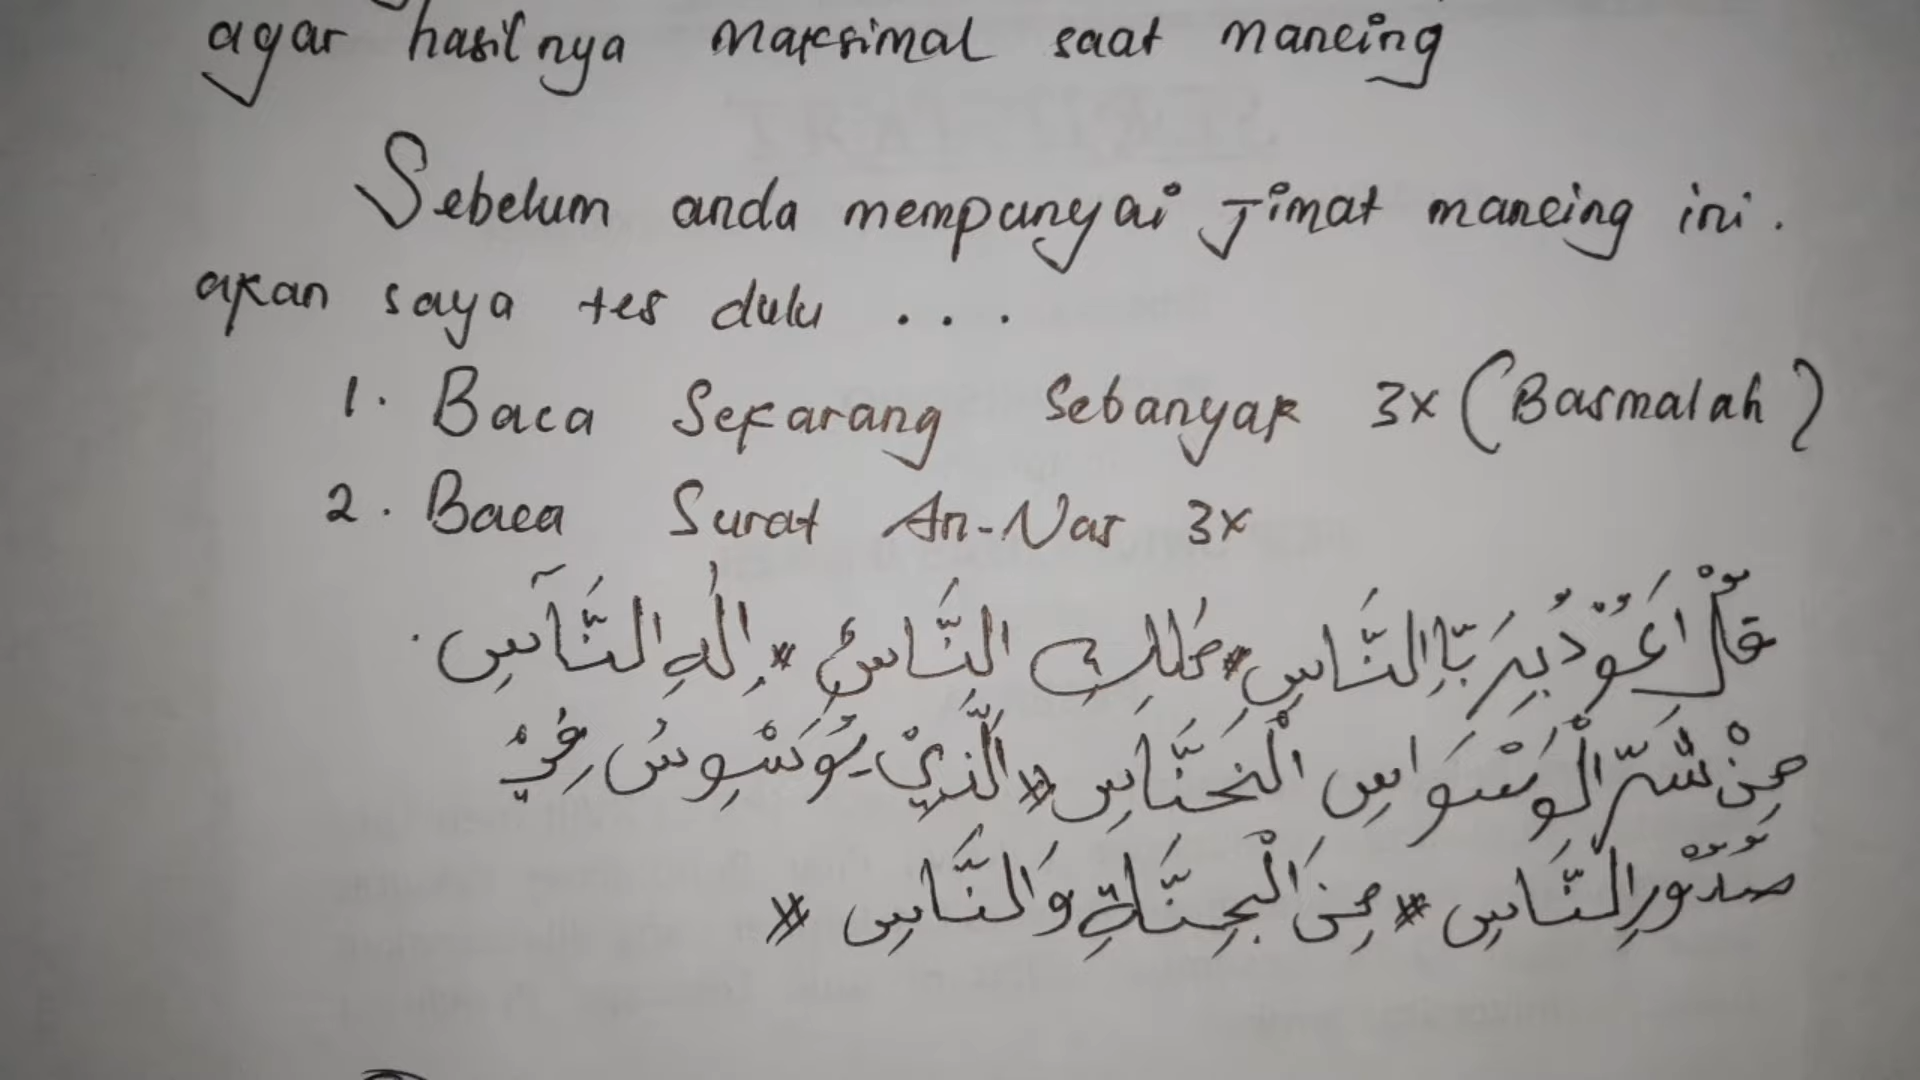 agar hasilnya maksimal saat mancing
Sebelum anda mempunyai jimat mancing ini.
akan saya tes dulu ....
1. Baca Sekarang Sebanyak 3x (Basmalah)
2. Baca Surat An-Nas 3x
قُلْ اَعُوْذُ بِرَبِّ النَّاسِ # مَلِكِ النَّاسِ # اِلٰهِ النَّاسِ
مِنْ شَرِّ الْوَسْوَاسِ الْخَنَّاسِ # الَّذِيْ يُوَسْوِسُ فِيْ
صُدُوْرِ النَّاسِ # مِنَ الْجِنَّةِ وَالنَّاسِ #